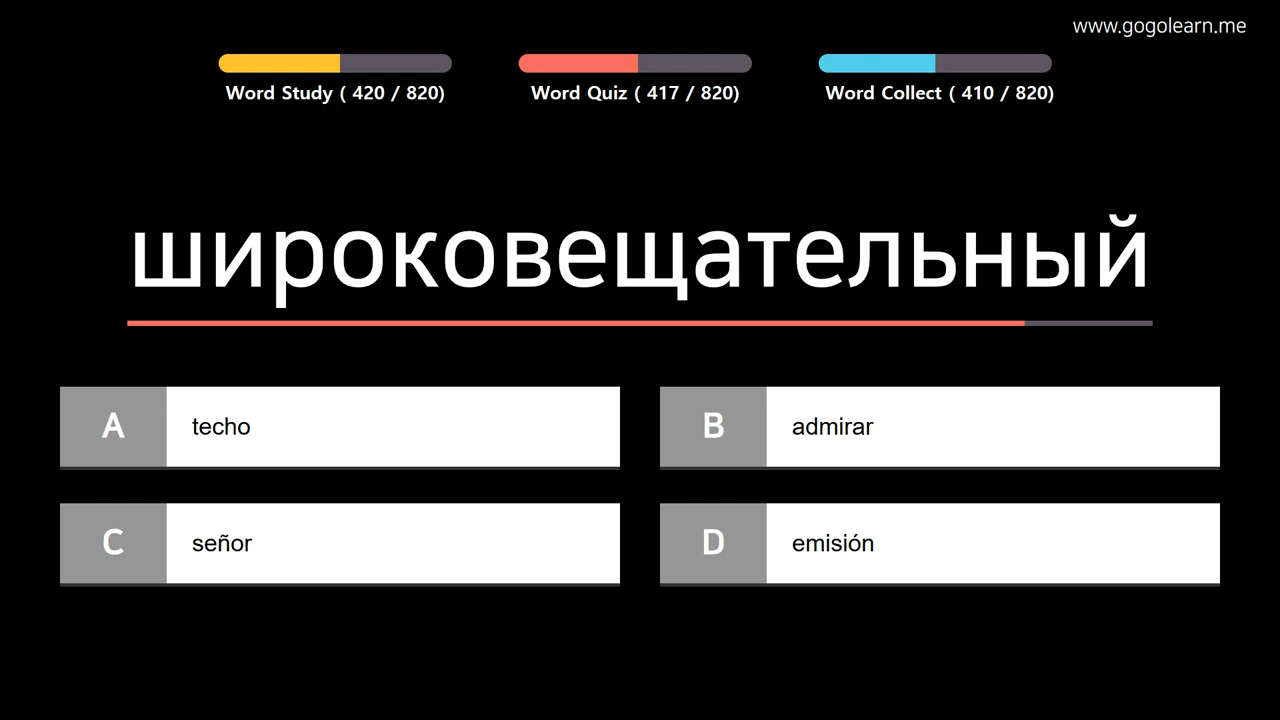 www.gogolearn.me
Word Study ( 420 / 820)
Word Quiz ( 417 / 820)
Word Collect ( 410 / 820)
широковещательный
A techo
B admirar
C señor
D emisión